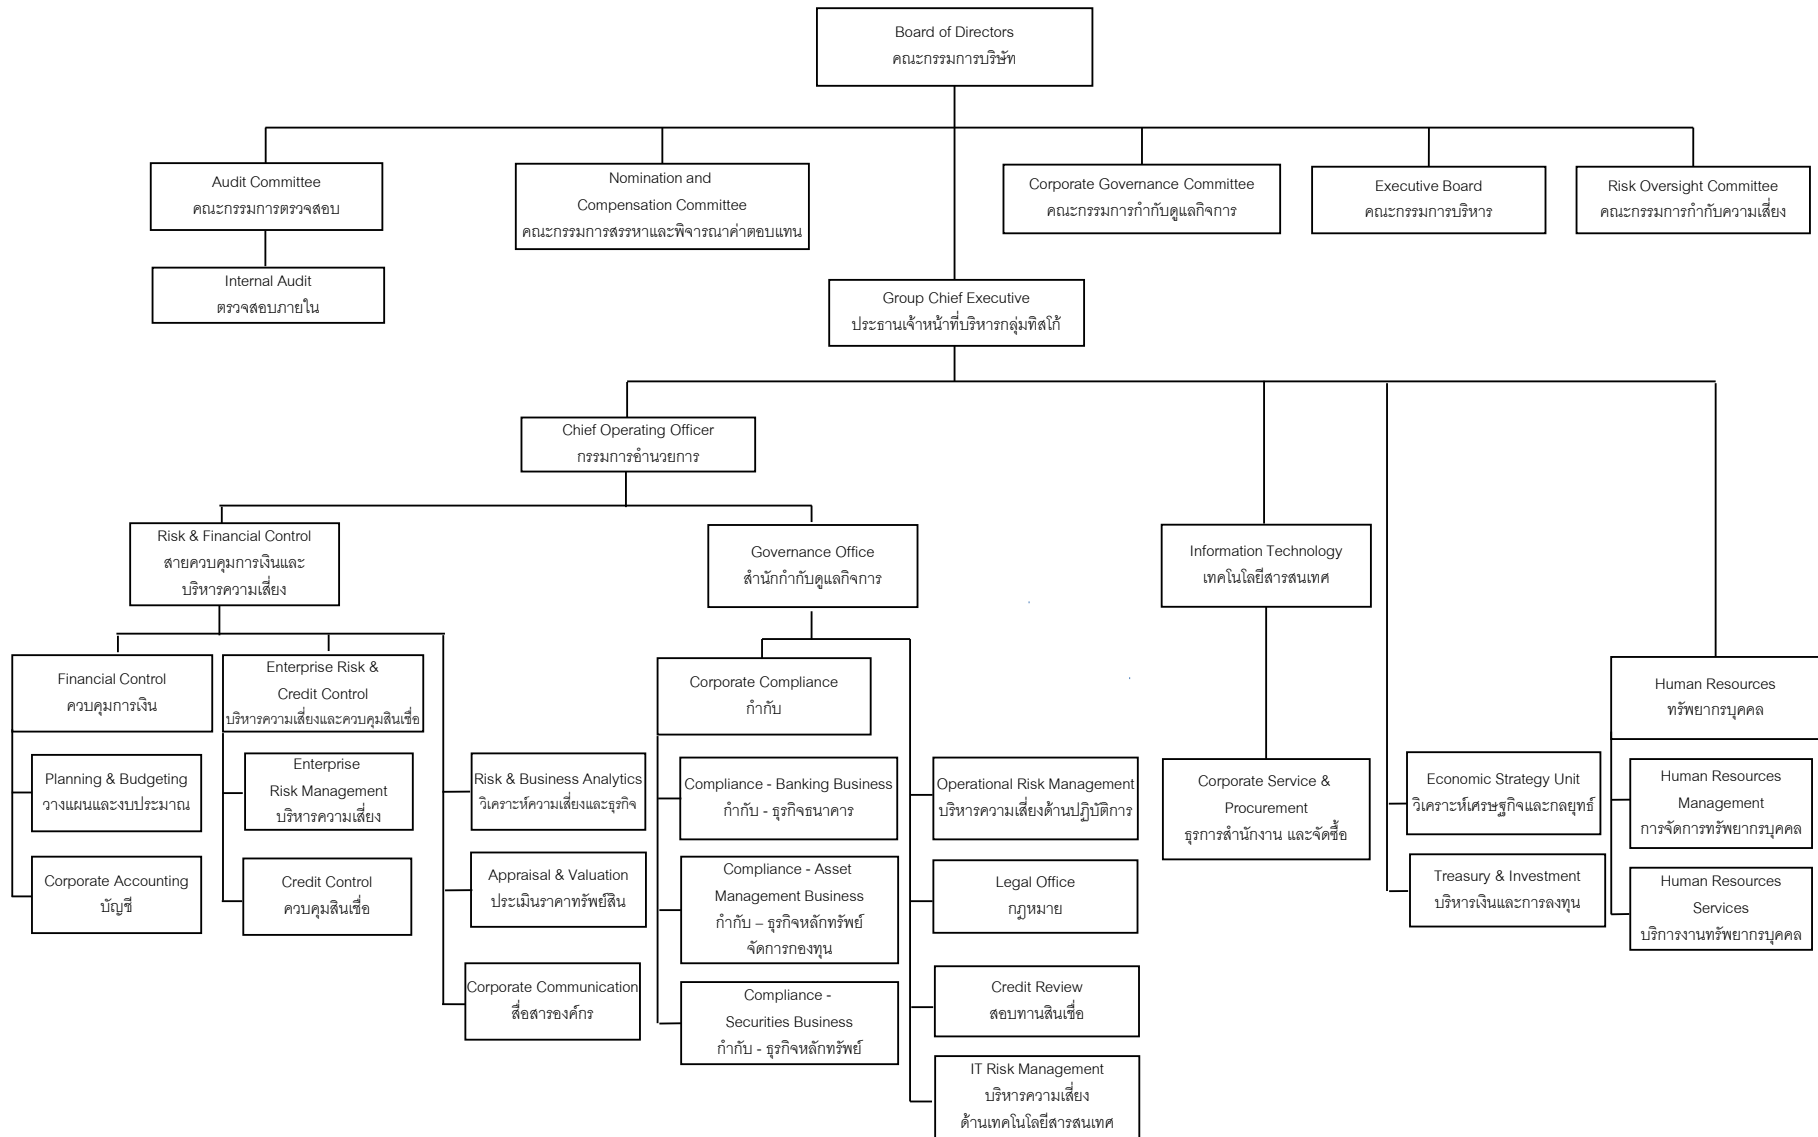 Board of Directors
คณะกรรมการบริษัท
Audit Committee
คณะกรรมการตรวจสอบ
Nomination and
Compensation Committee
คณะกรรมการสรรหาและพิจารณาค่าตอบแทน
Corporate Governance Committee
คณะกรรมการกำกับดูแลกิจการ
Executive Board
คณะกรรมการบริหาร
Risk Oversight Committee
คณะกรรมการกำกับความเสี่ยง
Internal Audit
ตรวจสอบภายใน
Group Chief Executive
ประธานเจ้าหน้าที่บริหารกลุ่มทิสโก้
Chief Operating Officer
กรรมการอำนวยการ
Risk & Financial Control
สายควบคุมการเงินและ
บริหารความเสี่ยง
Governance Office
สำนักกำกับดูแลกิจการ
Information Technology
เทคโนโลยีสารสนเทศ
Financial Control
ควบคุมการเงิน
Enterprise Risk &
Credit Control
บริหารความเสี่ยงและควบคุมสินเชื่อ
Corporate Compliance
กำกับ
Human Resources
ทรัพยากรบุคคล
Planning & Budgeting
วางแผนและงบประมาณ
Enterprise
Risk Management
บริหารความเสี่ยง
Risk & Business Analytics
วิเคราะห์ความเสี่ยงและธุรกิจ
Compliance - Banking Business
กำกับ - ธุรกิจธนาคาร
Operational Risk Management
บริหารความเสี่ยงด้านปฏิบัติการ
Corporate Service &
Procurement
ธุรการสำนักงาน และจัดซื้อ
Economic Strategy Unit
วิเคราะห์เศรษฐกิจและกลยุทธ์
Human Resources
Management
การจัดการทรัพยากรบุคคล
Corporate Accounting
บัญชี
Credit Control
ควบคุมสินเชื่อ
Appraisal & Valuation
ประเมินราคาทรัพย์สิน
Compliance - Asset
Management Business
กำกับ – ธุรกิจหลักทรัพย์
จัดการกองทุน
Legal Office
กฎหมาย
Treasury & Investment
บริหารเงินและการลงทุน
Human Resources
Services
บริการงานทรัพยากรบุคคล
Corporate Communication
สื่อสารองค์กร
Compliance -
Securities Business
กำกับ - ธุรกิจหลักทรัพย์
Credit Review
สอบทานสินเชื่อ
IT Risk Management
บริหารความเสี่ยง
ด้านเทคโนโลยีสารสนเทศ